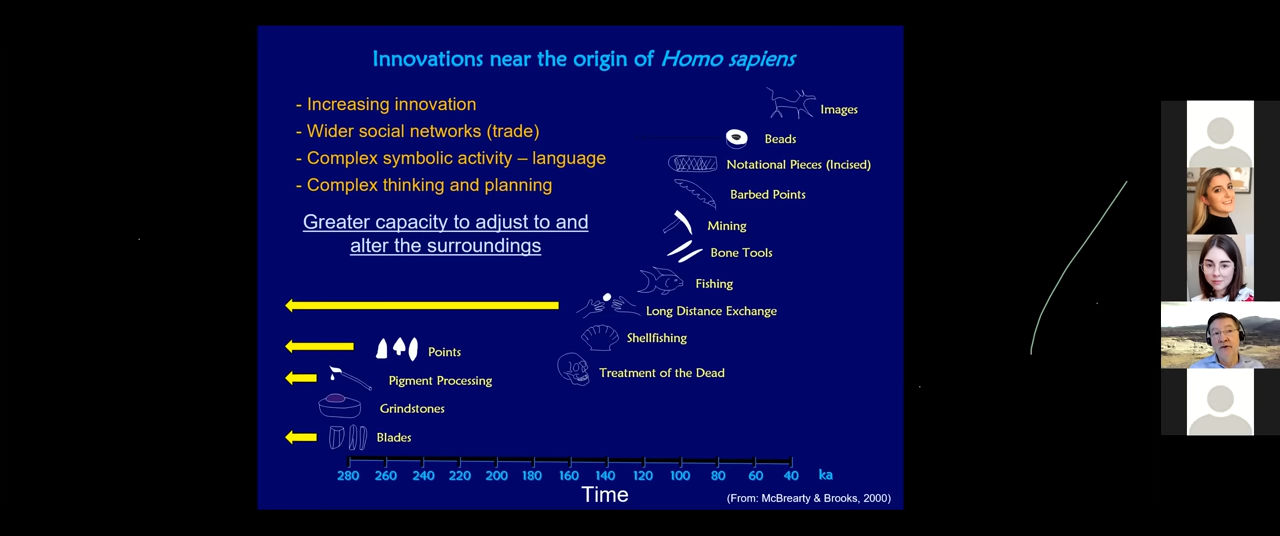 Innovations near the origin of Homo sapiens
- Increasing innovation
- Wider social networks (trade)
- Complex symbolic activity – language
- Complex thinking and planning
Greater capacity to adjust to and
alter the surroundings
Images
Beads
Notational Pieces (Incised)
Barbed Points
Mining
Bone Tools
Fishing
Long Distance Exchange
Shellfishing
Treatment of the Dead
Points
Pigment Processing
Grindstones
Blades
280 260 240 220 200 180 160 140 120 100 80 60 40 ka
Time
(From: McBrearty & Brooks, 2000)